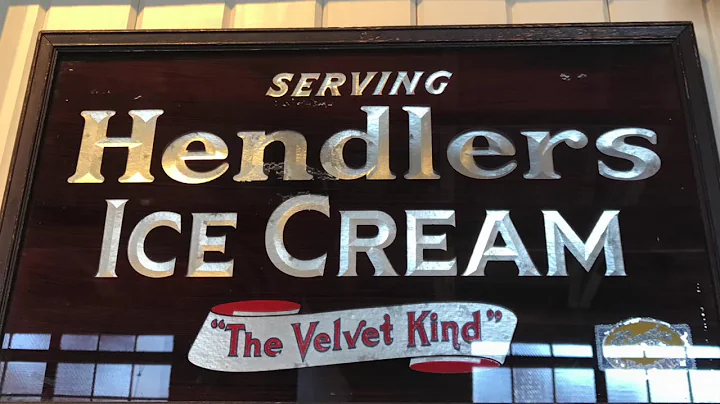 SERVING
Hendlers
ICE CREAM
"The Velvet Kind"